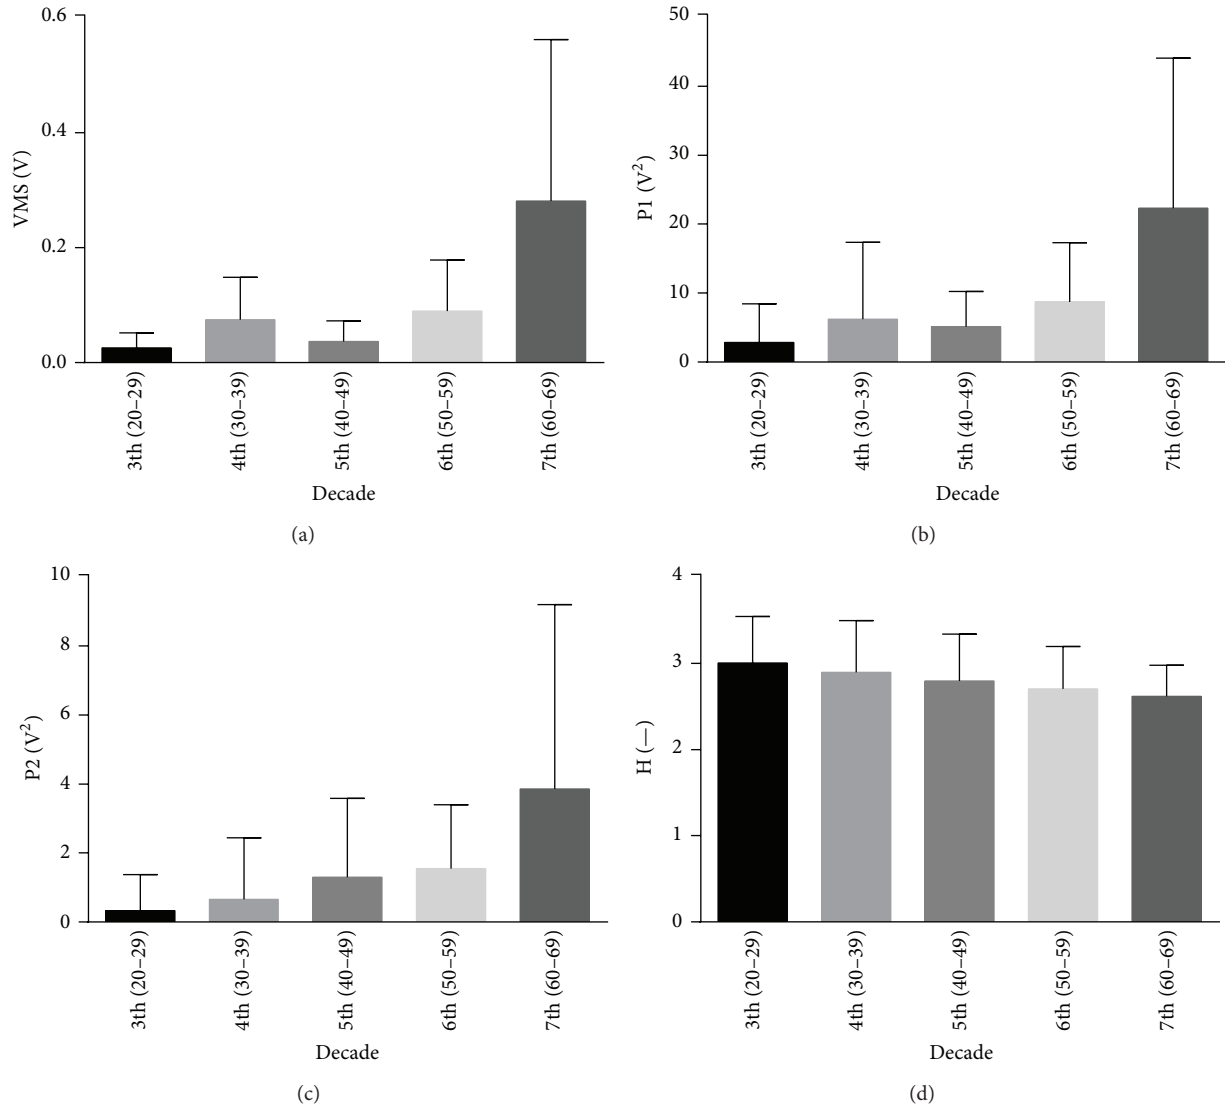 0.6
0.4
0.2
0.0
VMS (V)
3th (20–29)
4th (30–39)
5th (40–49)
6th (50–59)
7th (60–69)
Decade
(a)
50
40
30
20
10
0
P1 (V²)
3th (20–29)
4th (30–39)
5th (40–49)
6th (50–59)
7th (60–69)
Decade
(b)
10
8
6
4
2
0
P2 (V²)
3th (20–29)
4th (30–39)
5th (40–49)
6th (50–59)
7th (60–69)
Decade
(c)
4
3
2
1
0
H (—)
3th (20–29)
4th (30–39)
5th (40–49)
6th (50–59)
7th (60–69)
Decade
(d)